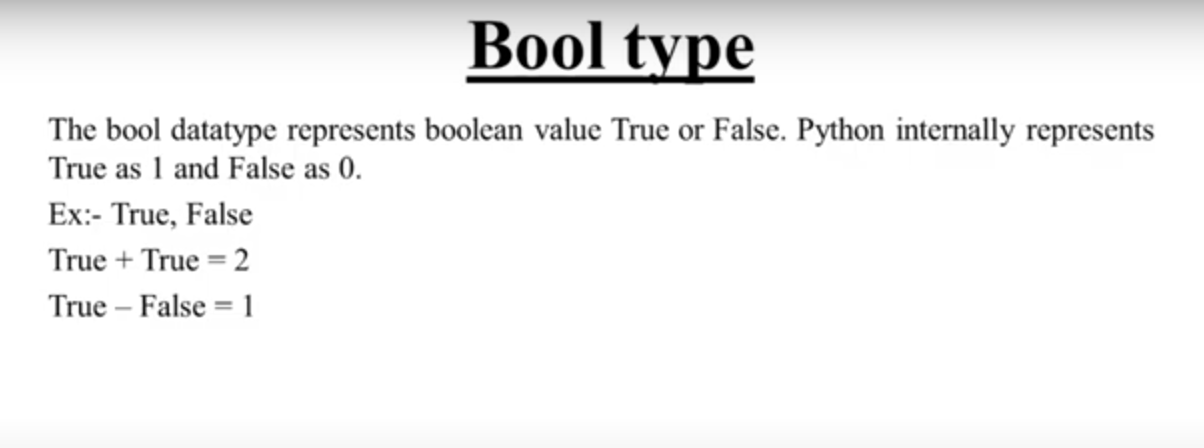 Bool type
The bool datatype represents boolean value True or False. Python internally represents
True as 1 and False as 0.
Ex:- True, False
True + True = 2
True – False = 1